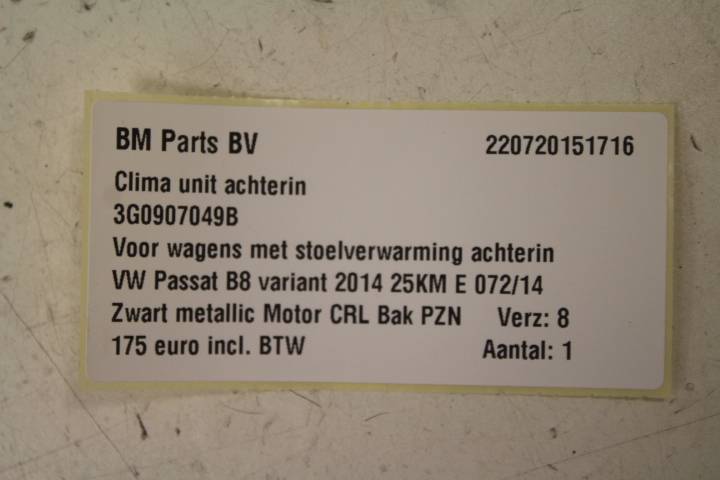 BM Parts BV 220720151716
Clima unit achterin
3G0907049B
Voor wagens met stoelverwarming achterin
VW Passat B8 variant 2014 25KM E 072/14
Zwart metallic Motor CRL Bak PZN Verz: 8
175 euro incl. BTW Aantal: 1